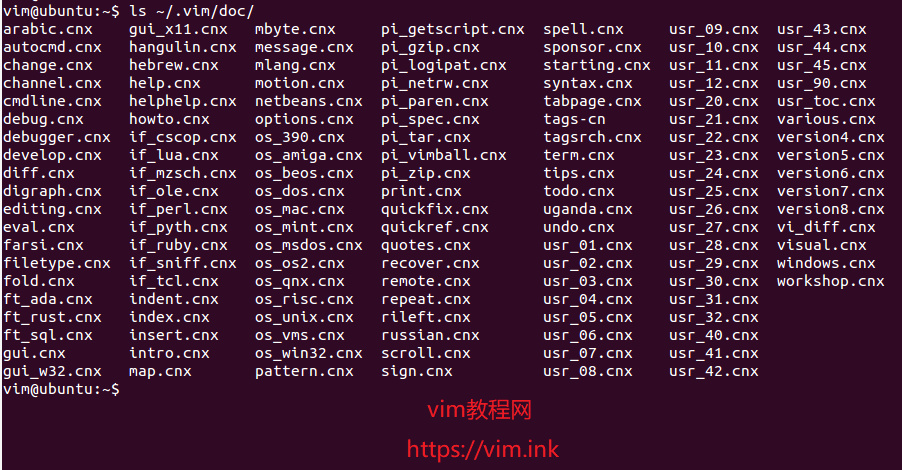 vim@ubuntu:~$ ls ~/.vim/doc/
arabic.cnx gui_x11.cnx mbyte.cnx pi_getscript.cnx spell.cnx usr_09.cnx usr_43.cnx
autocmd.cnx hangulin.cnx message.cnx pi_gzip.cnx sponsor.cnx usr_10.cnx usr_44.cnx
change.cnx hebrew.cnx mlang.cnx pi_logipat.cnx starting.cnx usr_11.cnx usr_45.cnx
channel.cnx help.cnx motion.cnx pi_netrw.cnx syntax.cnx usr_12.cnx usr_90.cnx
cmdline.cnx helphelp.cnx netbeans.cnx pi_paren.cnx tabpage.cnx usr_20.cnx usr_toc.cnx
debug.cnx howto.cnx options.cnx pi_spec.cnx tags-cn usr_21.cnx various.cnx
debugger.cnx if_cscop.cnx os_390.cnx pi_tar.cnx tagsrch.cnx usr_22.cnx version4.cnx
develop.cnx if_lua.cnx os_amiga.cnx pi_vimball.cnx term.cnx usr_23.cnx version5.cnx
diff.cnx if_mzsch.cnx os_beos.cnx pi_zip.cnx tips.cnx usr_24.cnx version6.cnx
digraph.cnx if_ole.cnx os_dos.cnx print.cnx todo.cnx usr_25.cnx version7.cnx
editing.cnx if_perl.cnx os_mac.cnx quickfix.cnx uganda.cnx usr_26.cnx version8.cnx
eval.cnx if_pyth.cnx os_mint.cnx quickref.cnx undo.cnx usr_27.cnx vi_diff.cnx
farsi.cnx if_ruby.cnx os_msdos.cnx quotes.cnx usr_01.cnx usr_28.cnx visual.cnx
filetype.cnx if_sniff.cnx os_os2.cnx recover.cnx usr_02.cnx usr_29.cnx windows.cnx
fold.cnx if_tcl.cnx os_qnx.cnx remote.cnx usr_03.cnx usr_30.cnx workshop.cnx
ft_ada.cnx indent.cnx os_risc.cnx repeat.cnx usr_04.cnx usr_31.cnx
ft_rust.cnx index.cnx os_unix.cnx rileft.cnx usr_05.cnx usr_32.cnx
ft_sql.cnx insert.cnx os_vms.cnx russian.cnx usr_06.cnx usr_40.cnx
gui.cnx intro.cnx os_win32.cnx scroll.cnx usr_07.cnx usr_41.cnx
gui_w32.cnx map.cnx pattern.cnx sign.cnx usr_08.cnx usr_42.cnx
vim@ubuntu:~$
vim教程网
https://vim.ink